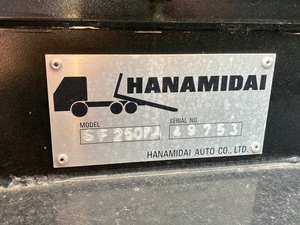 HANAMIDAI
MODEL SERIAL NO.
49753
HANAMIDAI AUTO CO., LTD.